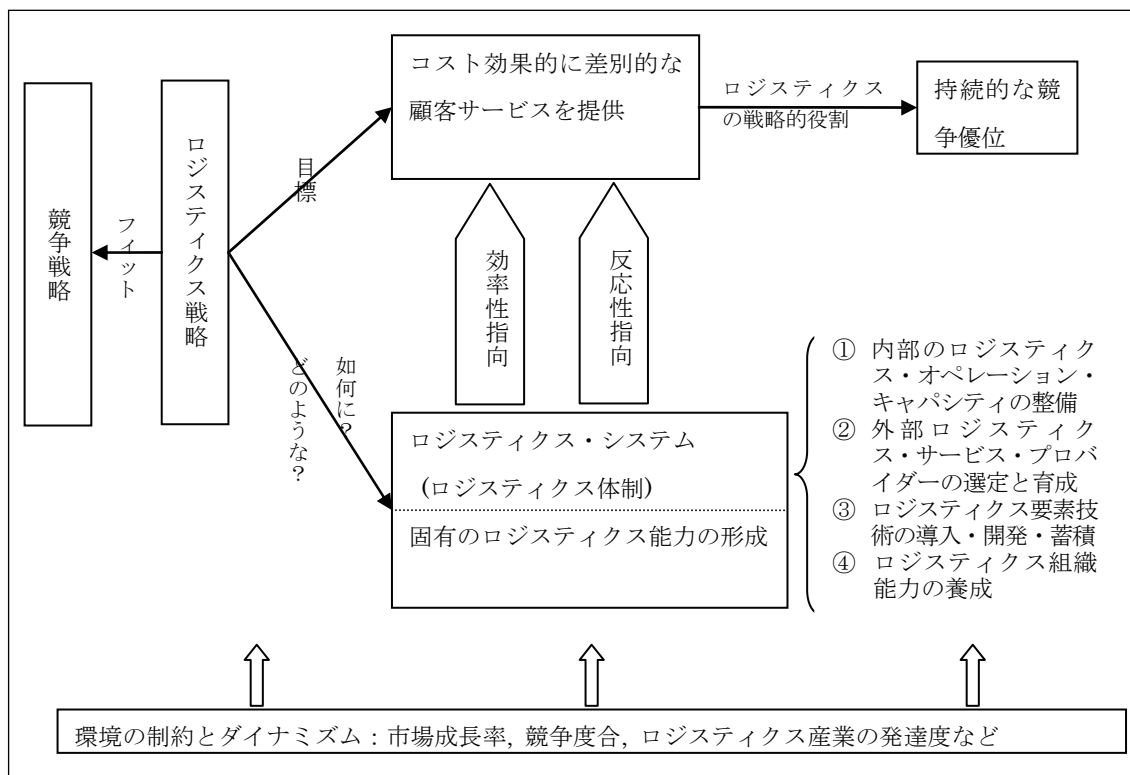 競争戦略
フィット
ロジスティクス戦略
目標
如何に？
どのような？
コスト効果的に差別的な
顧客サービスを提供
ロジスティクス
の戦略的役割
持続的な競
争優位
効率性指向
反応性指向
ロジスティクス・システム
(ロジスティクス体制)
固有のロジスティクス能力の形成
① 内部のロジスティク
ス・オペレーション・
キャパシティの整備
② 外部ロジスティク
ス・サービス・プロバ
イダーの選定と育成
③ ロジスティクス要素技
術の導入・開発・蓄積
④ ロジスティクス組織
能力の養成
環境の制約とダイナミズム：市場成長率, 競争度合, ロジスティクス産業の発達度など